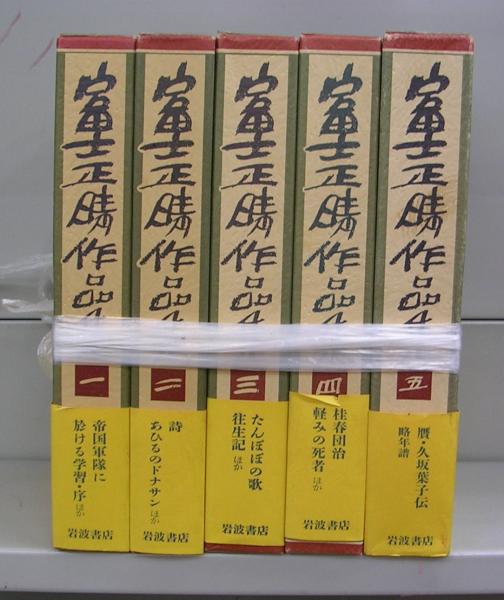 富士正晴作品
一
帝国軍隊に
於ける学習・序 ほか
岩波書店
富士正晴作品
二
詩
あひるのドナサン ほか
岩波書店
富士正晴作品
三
たんぽぽの歌
往生記 ほか
岩波書店
富士正晴作品
四
桂春団治
軽みの死者 ほか
岩波書店
富士正晴作品
五
贋・久坂葉子伝
略年譜
岩波書店